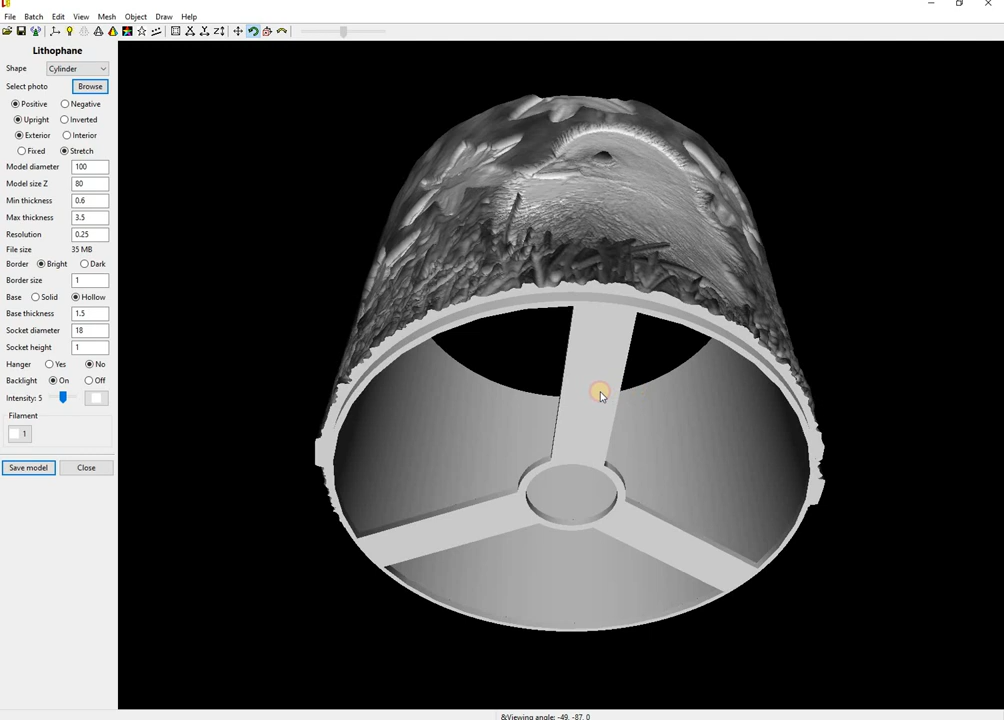 File Batch Edit View Mesh Object Draw Help
Lithophane
Shape Cylinder
Select photo Browse
Positive Negative
Upright Inverted
Exterior Interior
Fixed Stretch
Model diameter 100
Model size Z 80
Min thickness 0.6
Max thickness 3.5
Resolution 0.25
File size 35 MB
Border Bright Dark
Border size 1
Base Solid Hollow
Base thickness 1.5
Socket diameter 18
Socket height 1
Hanger Yes No
Backlight On Off
Intensity: 5
Filament
1
Save model Close
&Viewing angle: -49, -87, 0